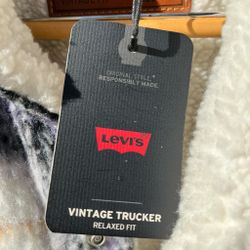 ORIGINAL STYLE,
RESPONSIBLY MADE.
Levi's
VINTAGE TRUCKER
RELAXED FIT